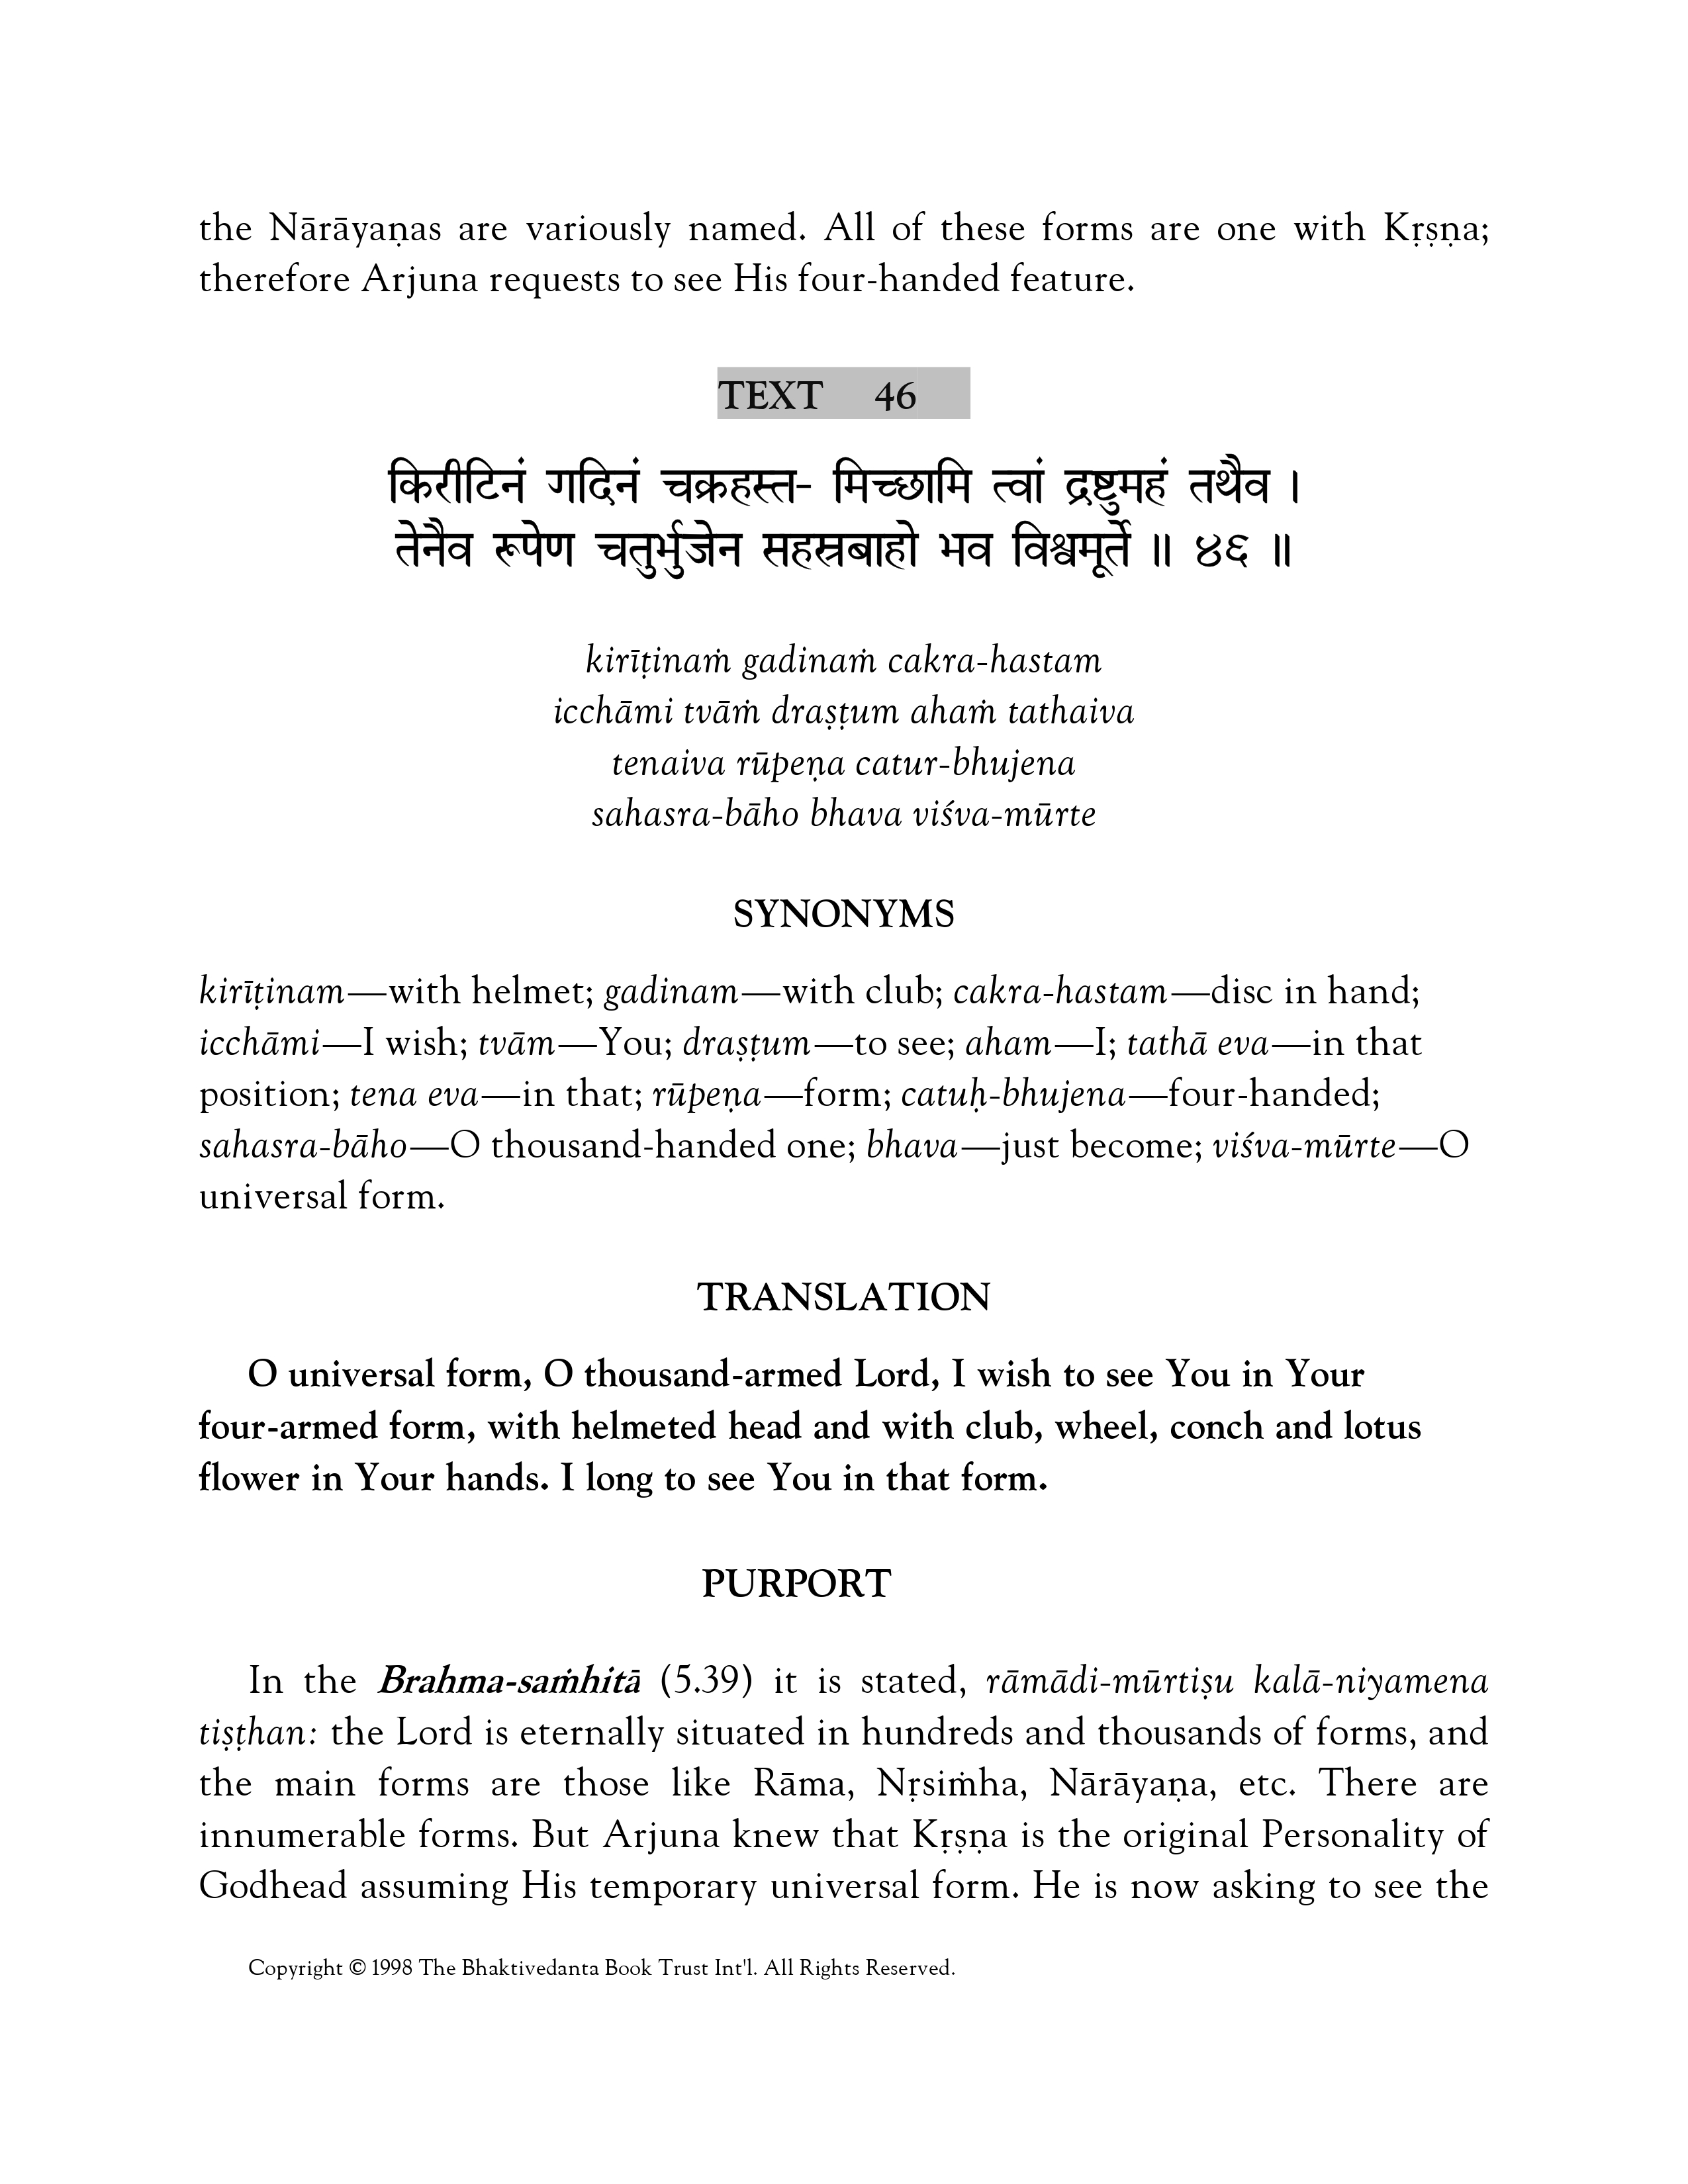 the Nārāyaṇas are variously named. All of these forms are one with Kṛṣṇa;
therefore Arjuna requests to see His four-handed feature.
TEXT 46
किरीटिनं गदिनं चक्रहस्त- मिच्छामि त्वां द्रष्टुमहं तथैव ।
तेनैव रूपेण चतुर्भुजेन सहस्रबाहो भव विश्वमूर्ते ॥ ४६ ॥
kirīṭinaṁ gadinaṁ cakra-hastam
icchāmi tvāṁ draṣṭum ahaṁ tathaiva
tenaiva rūpeṇa catur-bhujena
sahasra-bāho bhava viśva-mūrte
SYNONYMS
kirīṭinam—with helmet; gadinam—with club; cakra-hastam—disc in hand;
icchāmi—I wish; tvām—You; draṣṭum—to see; aham—I; tathā eva—in that
position; tena eva—in that; rūpeṇa—form; catuḥ-bhujena—four-handed;
sahasra-bāho—O thousand-handed one; bhava—just become; viśva-mūrte—O
universal form.
TRANSLATION
O universal form, O thousand-armed Lord, I wish to see You in Your
four-armed form, with helmeted head and with club, wheel, conch and lotus
flower in Your hands. I long to see You in that form.
PURPORT
In the Brahma-saṁhitā (5.39) it is stated, rāmādi-mūrtiṣu kalā-niyamena
tiṣṭhan: the Lord is eternally situated in hundreds and thousands of forms, and
the main forms are those like Rāma, Nṛsiṁha, Nārāyaṇa, etc. There are
innumerable forms. But Arjuna knew that Kṛṣṇa is the original Personality of
Godhead assuming His temporary universal form. He is now asking to see the
Copyright © 1998 The Bhaktivedanta Book Trust Int'l. All Rights Reserved.